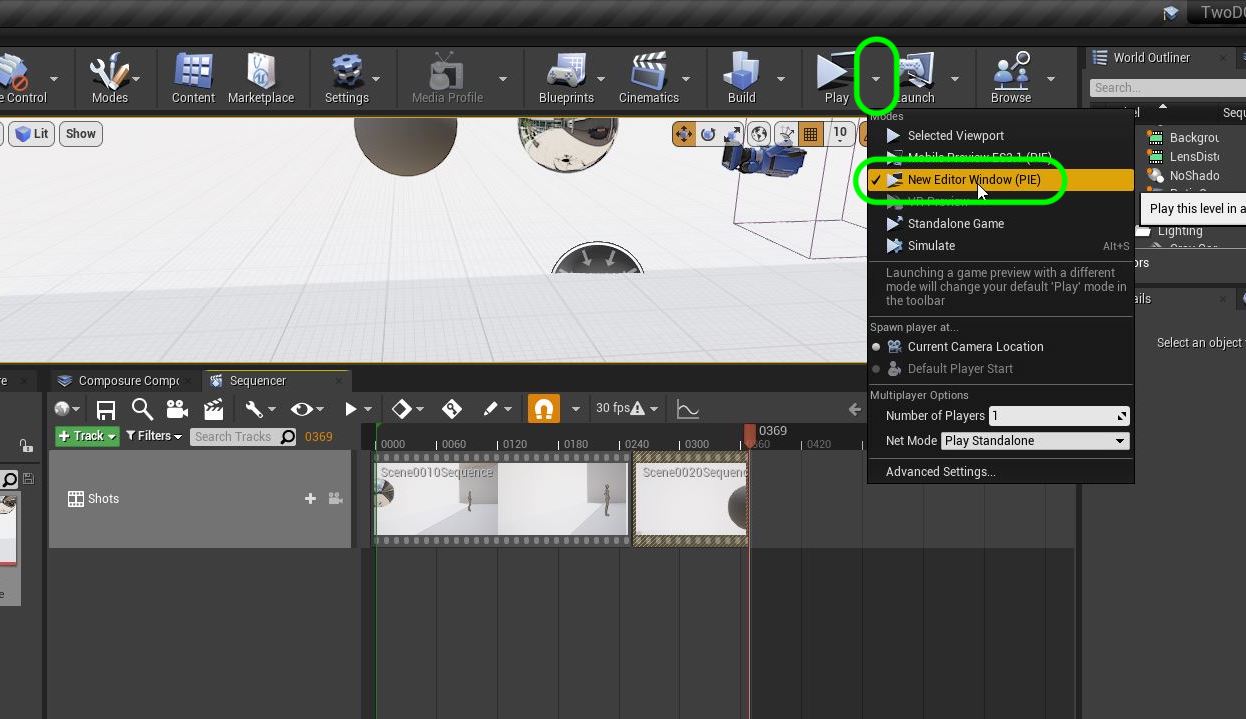 TwoD
e Control
Modes
Content
Marketplace
Settings
Media Profile
Blueprints
Cinematics
Build
Play
Launch
Browse
World Outliner
Search...
Lit
Show
10
Modes
Selected Viewport
Mobile Preview ES3.1 (PIE)
New Editor Window (PIE)
VR Preview
Standalone Game
Simulate
Alt+S
Launching a game preview with a different
mode will change your default 'Play' mode in
the toolbar
Spawn player at...
Current Camera Location
Default Player Start
Multiplayer Options
Number of Players
1
Net Mode
Play Standalone
Advanced Settings...
el
Sequ
Backgrou
LensDisto
NoShado
Play this level in a
Lighting
ors
ails
Select an object
re
Composure Compo
Sequencer
30 fps
Track
Filters
Search Tracks
0369
0000
0060
0120
0180
0240
0300
0360
0369
0420
Shots
Scene0010Sequence
Scene0020Sequenc
e